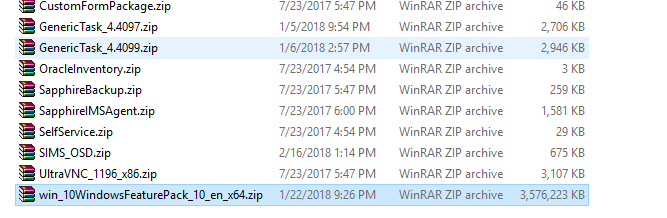 CustomFormPackage.zip 7/23/2017 5:47 PM WinRAR ZIP archive 46 KB
GenericTask_4.4097.zip 1/5/2018 9:54 PM WinRAR ZIP archive 2,706 KB
GenericTask_4.4099.zip 1/6/2018 2:57 PM WinRAR ZIP archive 2,946 KB
OracleInventory.zip 7/23/2017 4:54 PM WinRAR ZIP archive 3 KB
SapphireBackup.zip 7/23/2017 5:47 PM WinRAR ZIP archive 259 KB
SapphireIMSAgent.zip 7/23/2017 6:00 PM WinRAR ZIP archive 1,581 KB
SelfService.zip 7/23/2017 4:54 PM WinRAR ZIP archive 29 KB
SIMS_OSD.zip 2/16/2018 1:14 PM WinRAR ZIP archive 675 KB
UltraVNC_1196_x86.zip 7/23/2017 5:47 PM WinRAR ZIP archive 3,107 KB
win_10WindowsFeaturePack_10_en_x64.zip 1/22/2018 9:26 PM WinRAR ZIP archive 3,576,223 KB